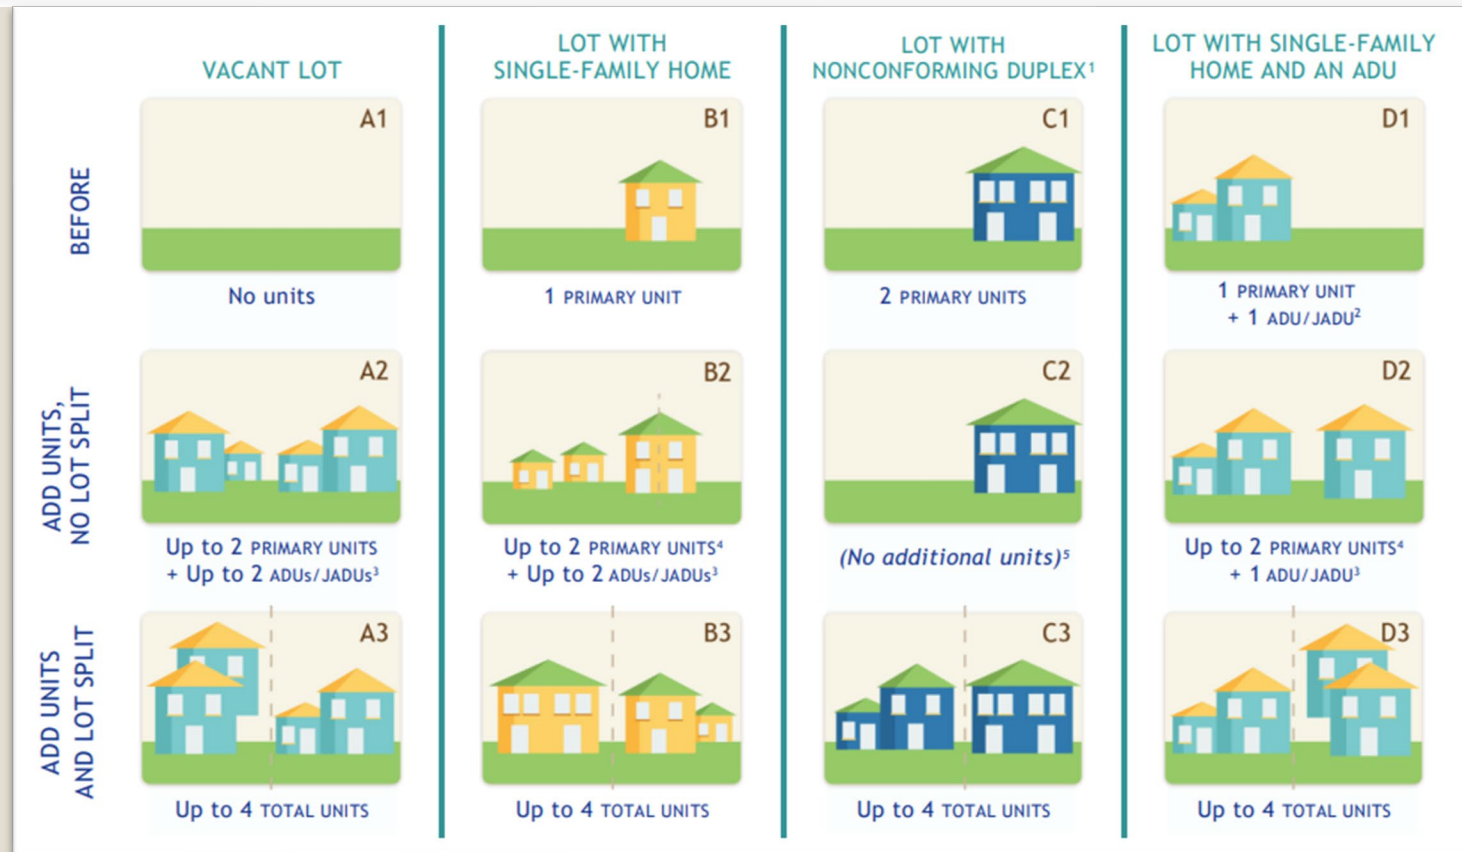 VACANT LOT
LOT WITH
SINGLE-FAMILY HOME
LOT WITH
NONCONFORMING DUPLEX¹
LOT WITH SINGLE-FAMILY
HOME AND AN ADU
BEFORE
A1
B1
C1
D1
No units
1 PRIMARY UNIT
2 PRIMARY UNITS
1 PRIMARY UNIT
+ 1 ADU/JADU²
ADD UNITS,
NO LOT SPLIT
A2
B2
C2
D2
Up to 2 PRIMARY UNITS
+ Up to 2 ADUs/JADUs³
Up to 2 PRIMARY UNITS⁴
+ Up to 2 ADUs/JADUs³
(No additional units)⁵
Up to 2 PRIMARY UNITS⁴
+ 1 ADU/JADU³
ADD UNITS
AND LOT SPLIT
A3
B3
C3
D3
Up to 4 TOTAL UNITS
Up to 4 TOTAL UNITS
Up to 4 TOTAL UNITS
Up to 4 TOTAL UNITS